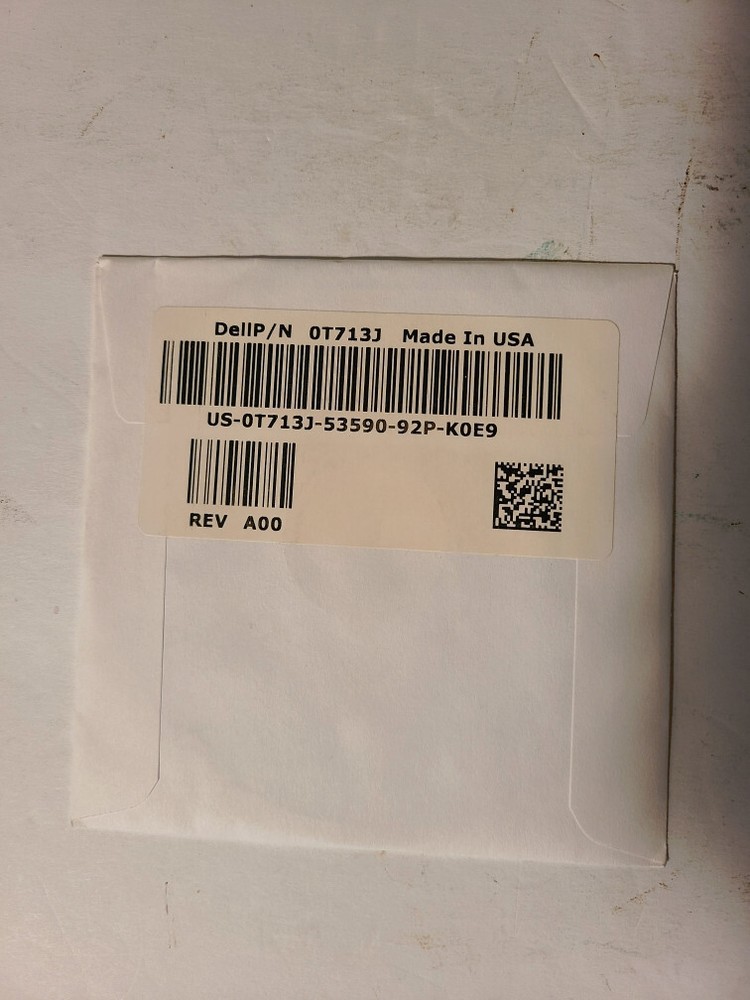 DellP/N 0T713J Made In USA
US-0T713J-53590-92P-K0E9
REV A00